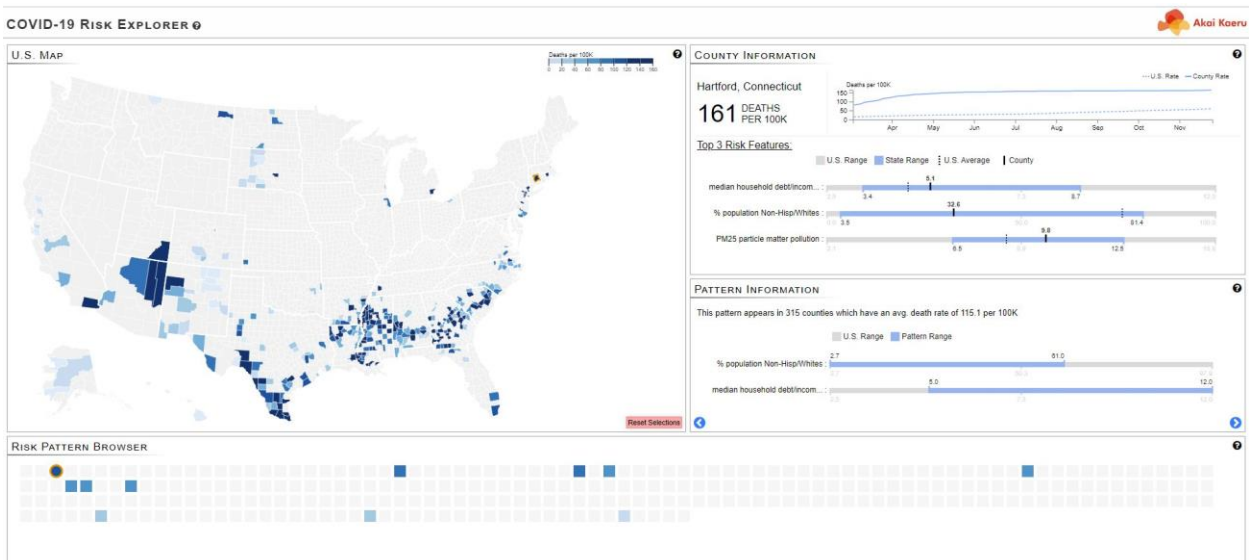 COVID-19 RISK EXPLORER
Akai Kaeru
U.S. MAP
Deaths per 100K
0 20 40 60 80 100 120 140 160
Reset Selections
COUNTY INFORMATION
Hartford, Connecticut
161 DEATHS
PER 100K
Deaths per 100K
U.S. Rate County Rate
150
100
50
0
Apr May Jun Jul Aug Sep Oct Nov
Top 3 Risk Features:
U.S. Range State Range U.S. Average County
median household debt/incom... :
5.1
3.4 8.7
% population Non-Hisp/Whites :
32.6
3.5 81.4
PM25 particle matter pollution :
9.8
6.5 12.5
PATTERN INFORMATION
This pattern appears in 315 counties which have an avg. death rate of 115.1 per 100K
U.S. Range Pattern Range
% population Non-Hisp/Whites :
2.7 61.0
median household debt/incom... :
5.0 12.0
RISK PATTERN BROWSER